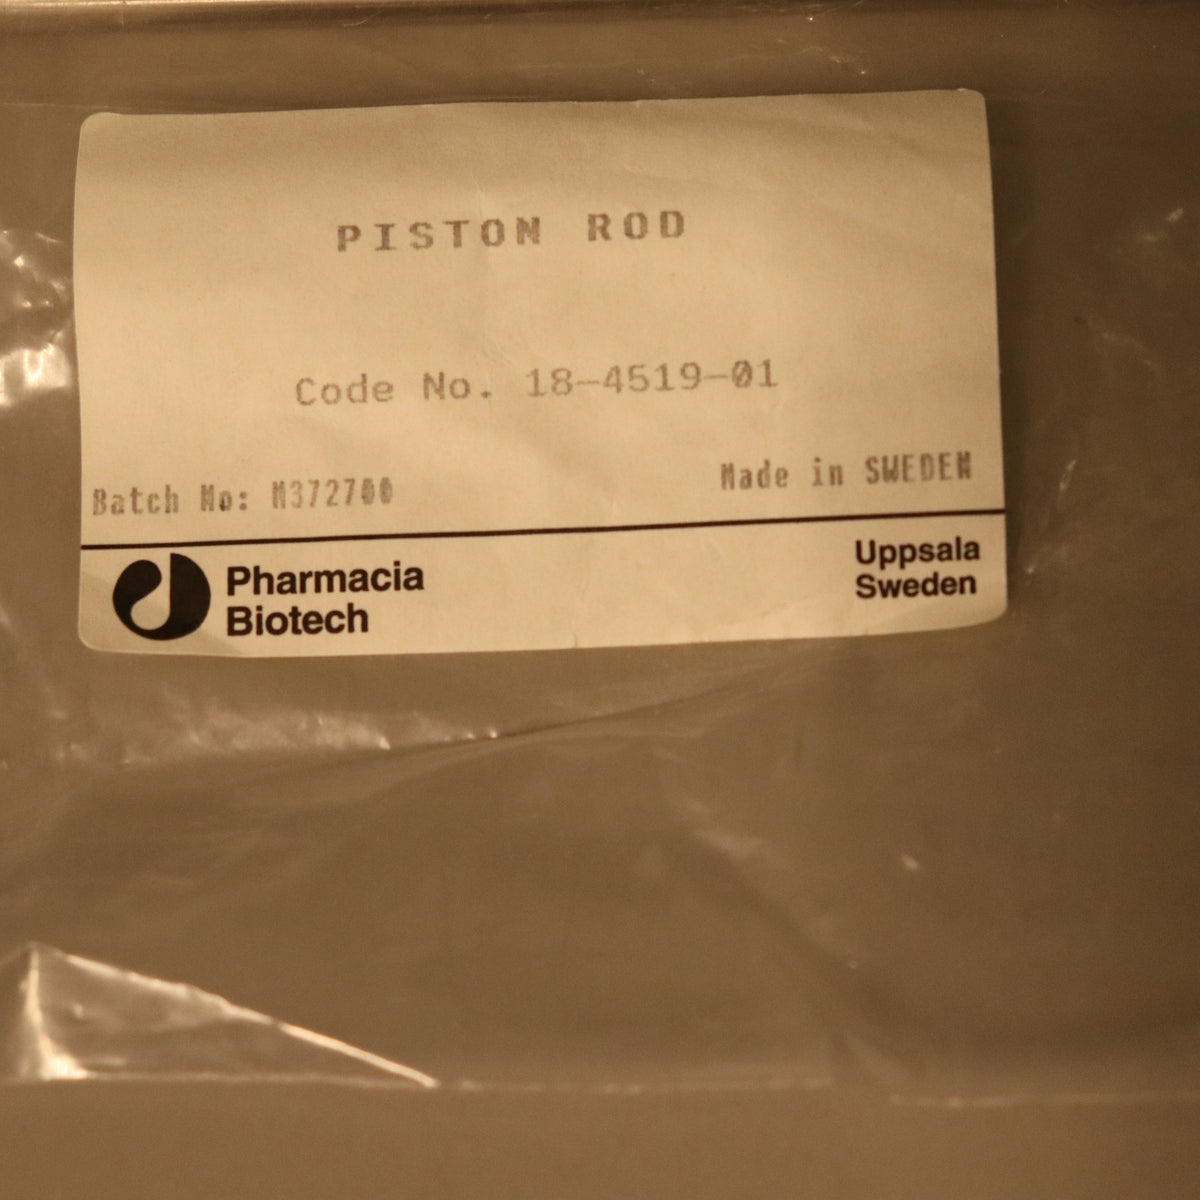 PISTON ROD
Code No. 18-4519-01
Made in SWEDEN
Batch No: M372700
Pharmacia
Biotech
Uppsala
Sweden